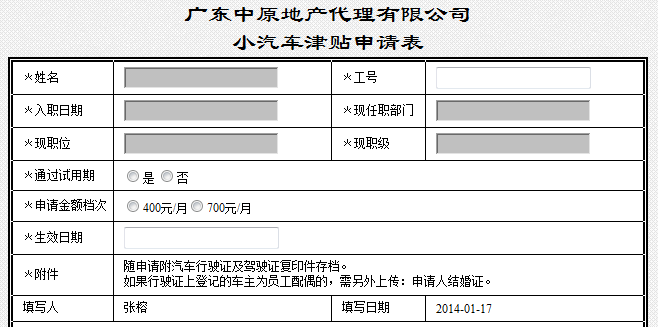 广东中原地产代理有限公司
小汽车津贴申请表
*姓名 *工号
*入职日期 *现任职部门
*现职位 *现职级
*通过试用期 是 否
*申请金额档次 400元/月 700元/月
*生效日期
*附件 随申请附汽车行驶证及驾驶证复印件存档。
如果行驶证上登记的车主为员工配偶的，需另外上传：申请人结婚证。
填写人 张榕 填写日期 2014-01-17